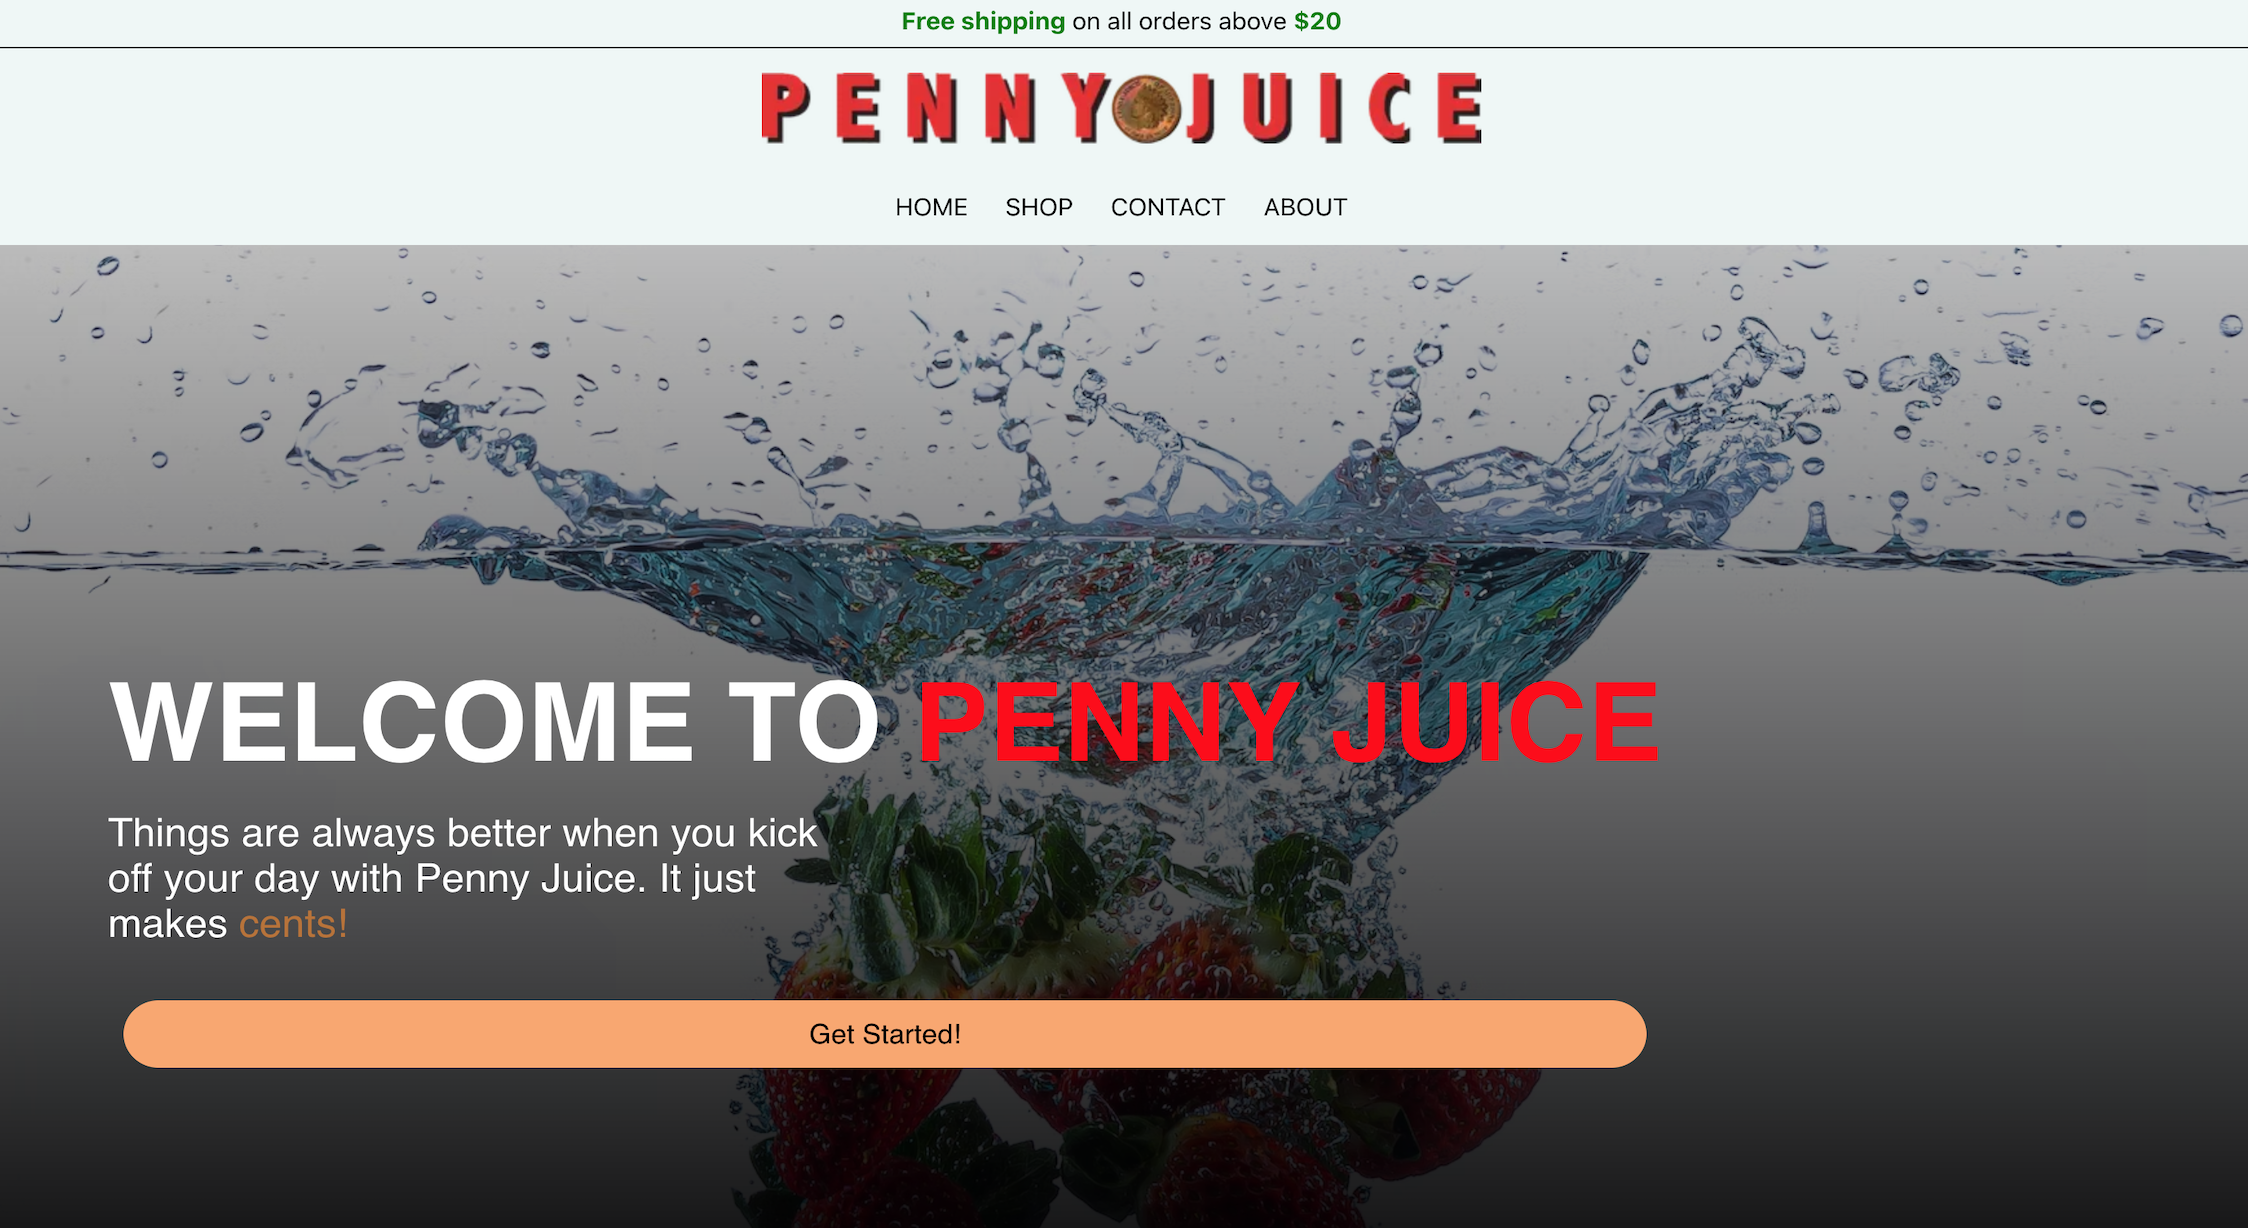 Free shipping on all orders above $20
PENNY JUICE
HOME SHOP CONTACT ABOUT
WELCOME TO PENNY JUICE
Things are always better when you kick
off your day with Penny Juice. It just
makes cents!
Get Started!